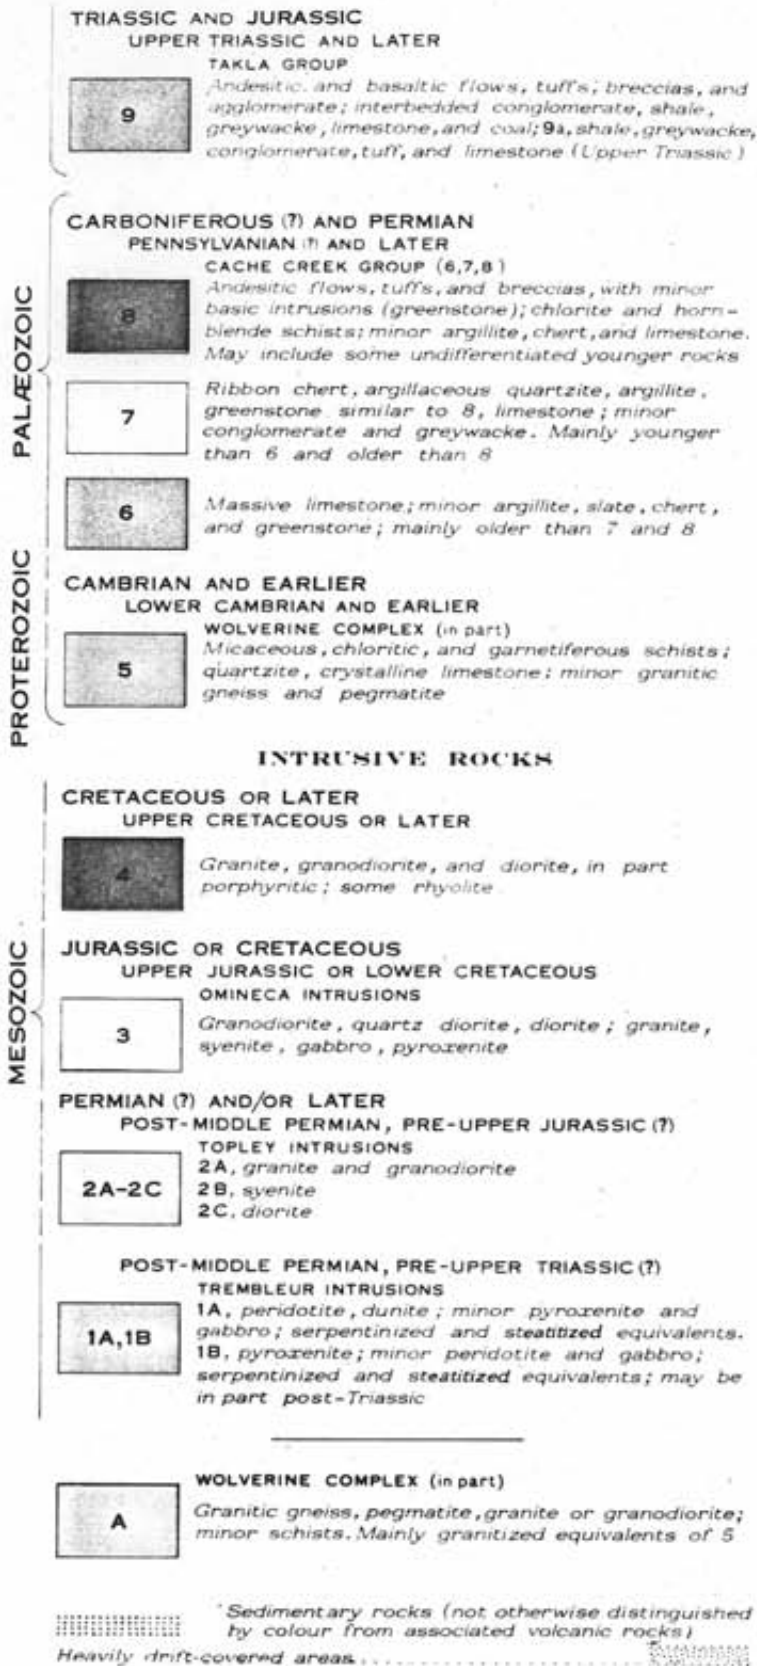 TRIASSIC AND JURASSIC
UPPER TRIASSIC AND LATER
TAKLA GROUP
9
Andesitic and basaltic flows, tuffs, breccias, and
agglomerate; interbedded conglomerate, shale,
greywacke, limestone, and coal; 9a, shale, greywacke,
conglomerate, tuff, and limestone (Upper Triassic)
PALÆOZOIC
CARBONIFEROUS (?) AND PERMIAN
PENNSYLVANIAN (?) AND LATER
CACHE CREEK GROUP (6,7,8)
8
Andesitic flows, tuffs, and breccias, with minor
basic intrusions (greenstone); chlorite and horn-
blende schists; minor argillite, chert, and limestone.
May include some undifferentiated younger rocks
7
Ribbon chert, argillaceous quartzite, argillite,
greenstone similar to 8, limestone; minor
conglomerate and greywacke. Mainly younger
than 6 and older than 8
6
Massive limestone; minor argillite, slate, chert,
and greenstone; mainly older than 7 and 8
PROTEROZOIC
CAMBRIAN AND EARLIER
LOWER CAMBRIAN AND EARLIER
WOLVERINE COMPLEX (in part)
5
Micaceous, chloritic, and garnetiferous schists;
quartzite, crystalline limestone; minor granitic
gneiss and pegmatite
INTRUSIVE ROCKS
MESOZOIC
CRETACEOUS OR LATER
UPPER CRETACEOUS OR LATER
4
Granite, granodiorite, and diorite, in part
porphyritic; some rhyolite
JURASSIC OR CRETACEOUS
UPPER JURASSIC OR LOWER CRETACEOUS
OMINECA INTRUSIONS
3
Granodiorite, quartz diorite, diorite; granite,
syenite, gabbro, pyroxenite
PERMIAN (?) AND/OR LATER
POST-MIDDLE PERMIAN, PRE-UPPER JURASSIC (?)
TOPLEY INTRUSIONS
2A-2C
2A, granite and granodiorite
2B, syenite
2C, diorite
POST-MIDDLE PERMIAN, PRE-UPPER TRIASSIC (?)
TREMBLEUR INTRUSIONS
1A,1B
1A, peridotite, dunite; minor pyroxenite and
gabbro; serpentinized and steatitized equivalents.
1B, pyroxenite; minor peridotite and gabbro;
serpentinized and steatitized equivalents; may be
in part post-Triassic
WOLVERINE COMPLEX (in part)
A
Granitic gneiss, pegmatite, granite or granodiorite;
minor schists. Mainly granitized equivalents of 5
Sedimentary rocks (not otherwise distinguished
by colour from associated volcanic rocks)
Heavily drift-covered areas